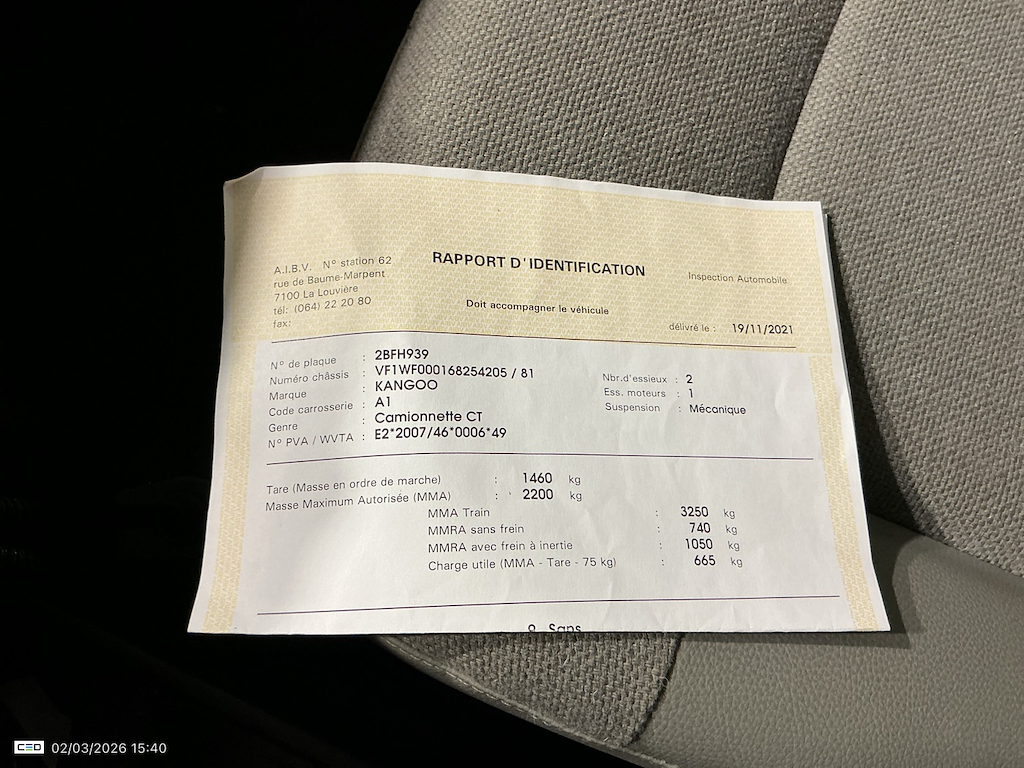 A.I.B.V. N° station 62
rue de Baume-Marpent
7100 La Louvière
tél: (064) 22 20 80
fax:
RAPPORT D'IDENTIFICATION
Doit accompagner le véhicule
Inspection Automobile
délivré le : 19/11/2021
N° de plaque : 2BFH939
Numéro châssis : VF1WF000168254205 / 81
Marque : KANGOO
Code carrosserie : A1
Genre : Camionnette CT
N° PVA / WVTA : E2*2007/46*0006*49
Nbr.d'essieux : 2
Ess. moteurs : 1
Suspension : Mécanique
Tare (Masse en ordre de marche) : 1460 kg
Masse Maximum Autorisée (MMA) : 2200 kg
MMA Train : 3250 kg
MMRA sans frein : 740 kg
MMRA avec frein à inertie : 1050 kg
Charge utile (MMA - Tare - 75 kg) : 665 kg
Sans
CEO 02/03/2026 15:40